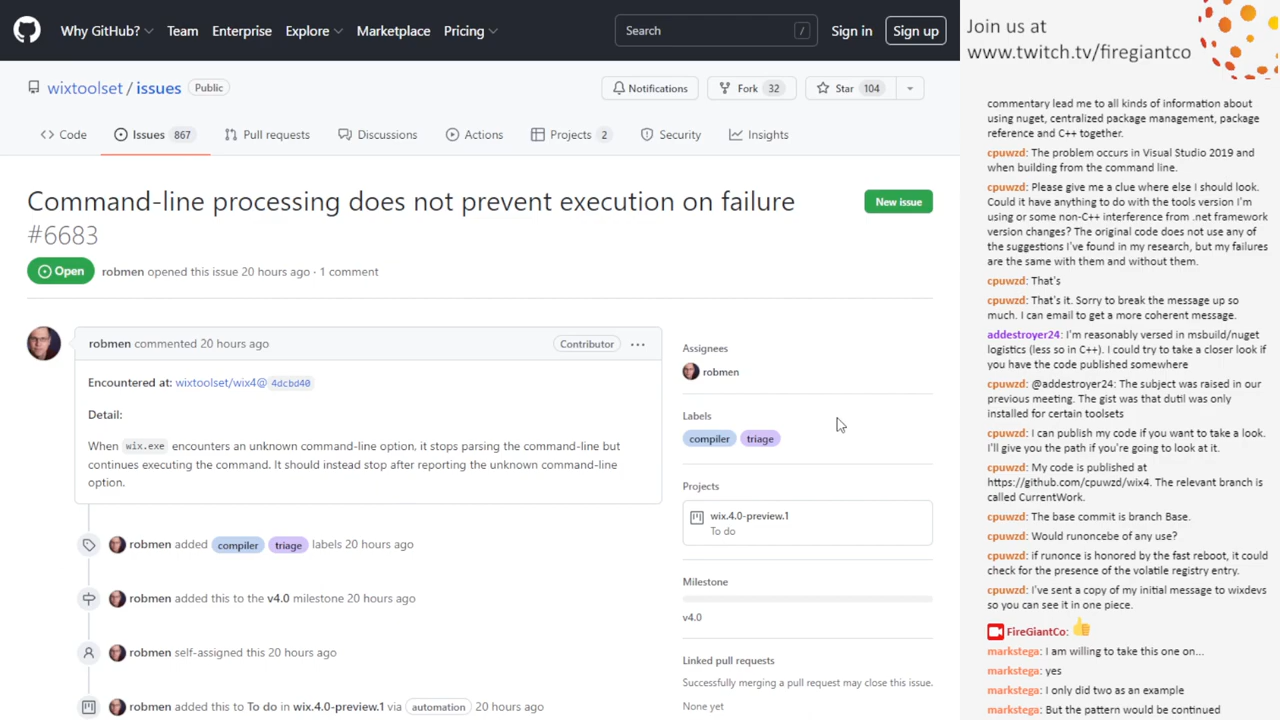 Why GitHub? Team Enterprise Explore Marketplace Pricing Search / Sign in Sign up
wixtoolset / issues Public Notifications Fork 32 Star 104
Code Issues 867 Pull requests Discussions Actions Projects 2 Security Insights
Command-line processing does not prevent execution on failure
#6683
New issue
Open robmen opened this issue 20 hours ago · 1 comment
robmen commented 20 hours ago Contributor ...
Encountered at: wixtoolset/wix4@ 4dcbd40
Detail:
When wix.exe encounters an unknown command-line option, it stops parsing the command-line but
continues executing the command. It should instead stop after reporting the unknown command-line
option.
robmen added compiler triage labels 20 hours ago
robmen added this to the v4.0 milestone 20 hours ago
robmen self-assigned this 20 hours ago
robmen added this to To do in wix.4.0-preview.1 via automation 20 hours ago
Assignees
robmen
Labels
compiler triage
Projects
wix.4.0-preview.1
To do
Milestone
v4.0
Linked pull requests
Successfully merging a pull request may close this issue.
None yet
Join us at
www.twitch.tv/firegiantco
commentary lead me to all kinds of information about
using nuget, centralized package management, package
reference and C++ together.
cpuwzd: The problem occurs in Visual Studio 2019 and
when building from the command line.
cpuwzd: Please give me a clue where else I should look.
Could it have anything to do with the tools version I'm
using or some non-C++ interference from .net framework
version changes? The original code does not use any of
the suggestions I've found in my research, but my failures
are the same with them and without them.
cpuwzd: That's
cpuwzd: That's it. Sorry to break the message up so
much. I can email to get a more coherent message.
addestroyer24: I'm reasonably versed in msbuild/nuget
logistics (less so in C++). I could try to take a closer look if
you have the code published somewhere
cpuwzd: @addestroyer24: The subject was raised in our
previous meeting. The gist was that dutil was only
installed for certain toolsets
cpuwzd: I can publish my code if you want to take a look.
I'll give you the path if you're going to look at it.
cpuwzd: My code is published at
https://github.com/cpuwzd/wix4. The relevant branch is
called CurrentWork.
cpuwzd: The base commit is branch Base.
cpuwzd: Would runoncebe of any use?
cpuwzd: if runonce is honored by the fast reboot, it could
check for the presence of the volatile registry entry.
cpuwzd: I've sent a copy of my initial message to wixdevs
so you can see it in one piece.
FireGiantCo:
markstega: I am willing to take this one on...
markstega: yes
markstega: I only did two as an example
markstega: But the pattern would be continued